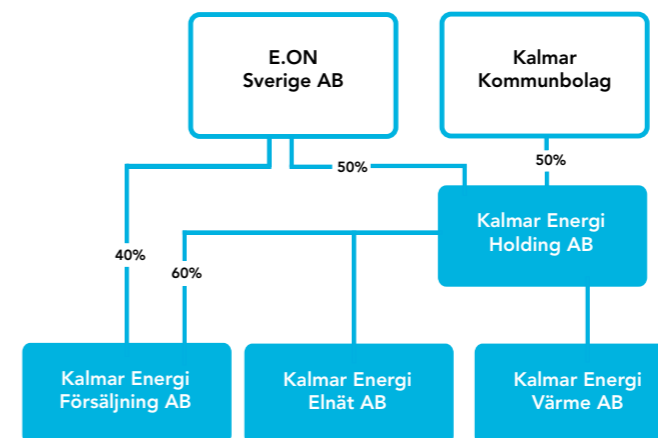 E.ON
Sverige AB
Kalmar
Kommunbolag
50%
50%
Kalmar Energi
Holding AB
40%
60%
Kalmar Energi
Försäljning AB
Kalmar Energi
Elnät AB
Kalmar Energi
Värme AB